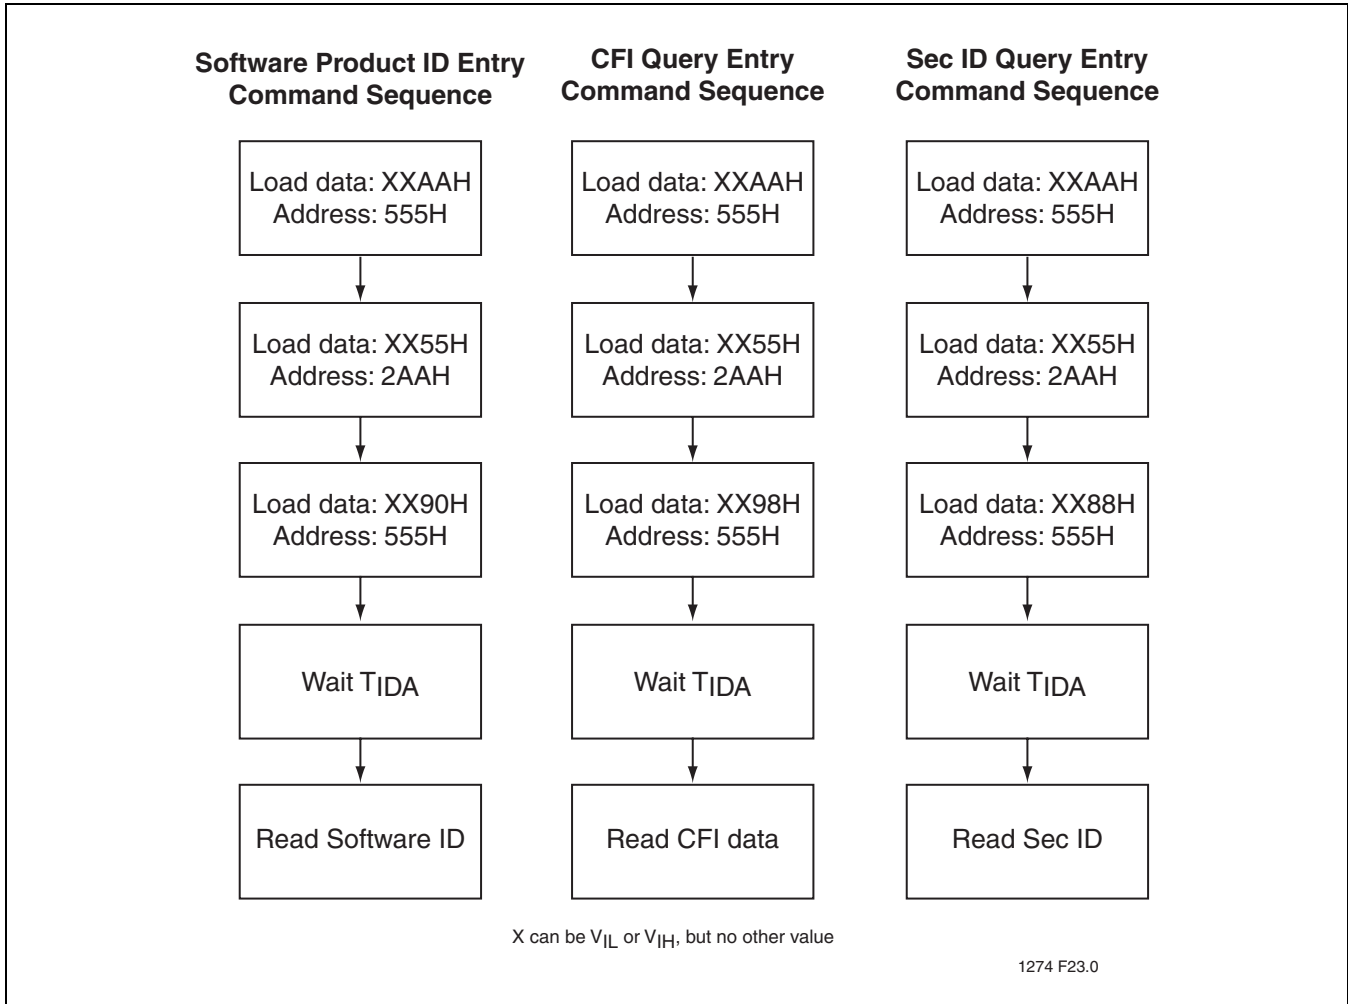 Software Product ID Entry
Command Sequence
Load data: XXAAH
Address: 555H
Load data: XX55H
Address: 2AAH
Load data: XX90H
Address: 555H
Wait TIDA
Read Software ID
CFI Query Entry
Command Sequence
Load data: XXAAH
Address: 555H
Load data: XX55H
Address: 2AAH
Load data: XX98H
Address: 555H
Wait TIDA
Read CFI data
Sec ID Query Entry
Command Sequence
Load data: XXAAH
Address: 555H
Load data: XX55H
Address: 2AAH
Load data: XX88H
Address: 555H
Wait TIDA
Read Sec ID
X can be VIL or VIH, but no other value
1274 F23.0